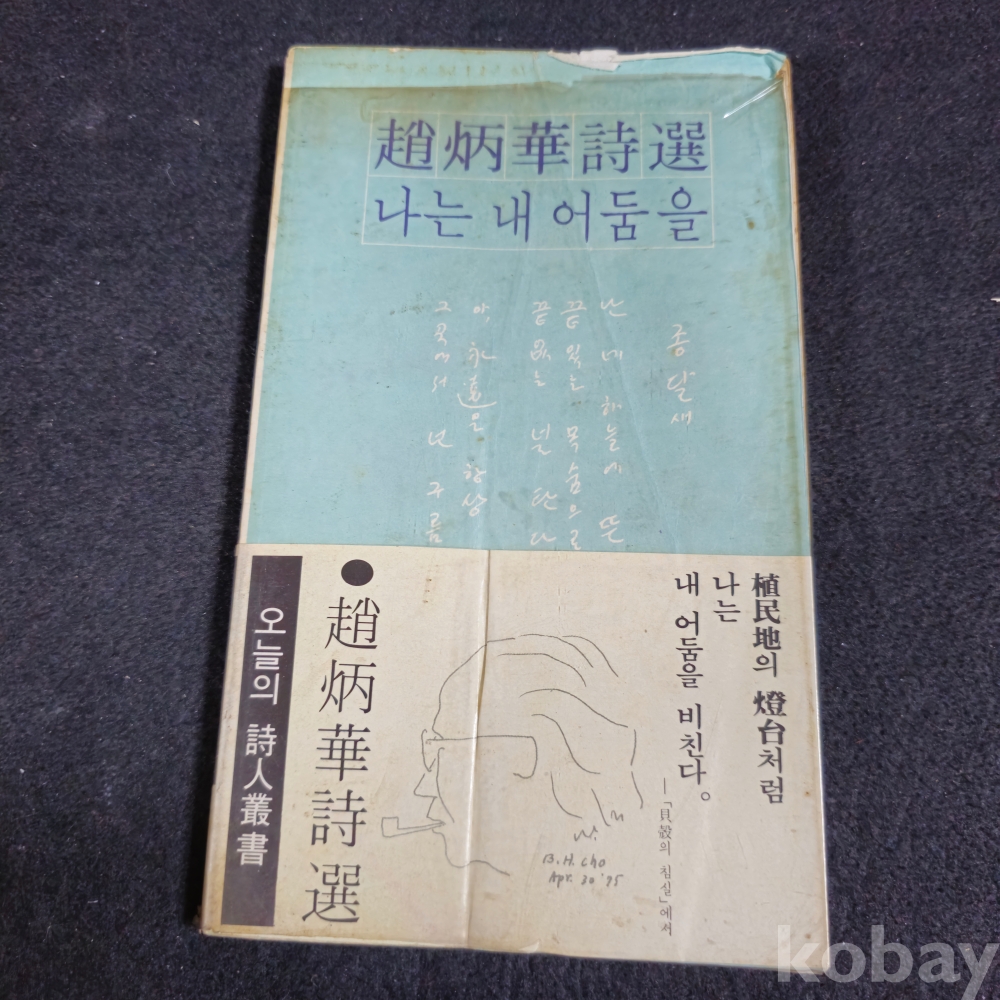 趙炳華詩選
나는 내 어둠을
종달새
난 네 하늘에 뜬
끝 있는 목숨으로
끝 없는 널 탄다
아, 永遠은 항상
그곳에서 넌 구름
植民地의 燈台처럼
나는
내 어둠을 비친다。
─「貝殼의 침실」에서
B.H. Cho
Apr. 30 '75
●趙炳華詩選
오늘의 詩人叢書
kobay